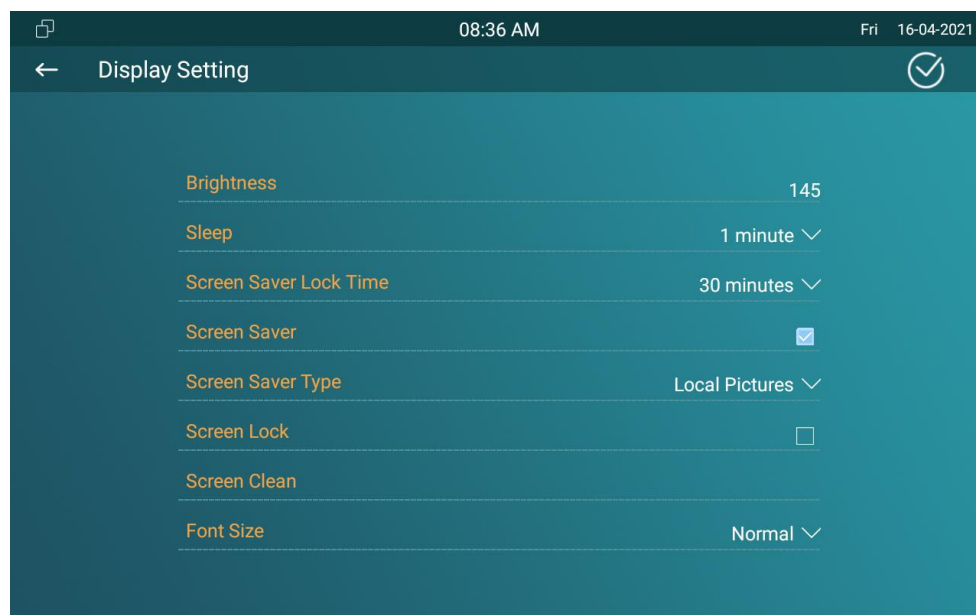 08:36 AM Fri 16-04-2021
Display Setting
Brightness 145
Sleep 1 minute
Screen Saver Lock Time 30 minutes
Screen Saver
Screen Saver Type Local Pictures
Screen Lock
Screen Clean
Font Size Normal